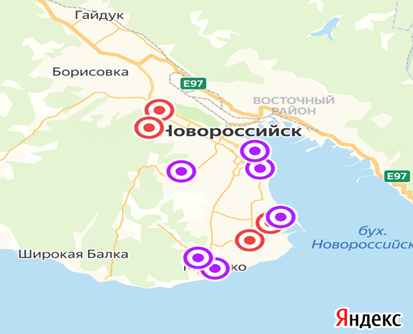 Гайдук
Борисовка
E97
ВОСТОЧНЫЙ
РАЙОН
Новороссийск
E97
бух.
Новороссийск
Широкая Балка
Яндекс